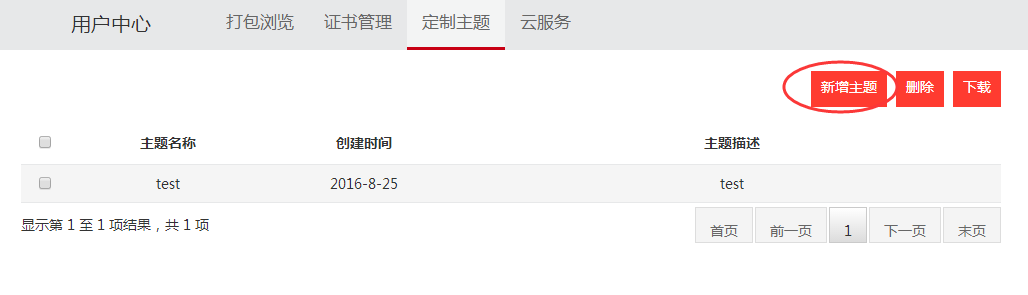 用户中心 打包浏览 证书管理 定制主题 云服务
新增主题 删除 下载
主题名称 创建时间 主题描述
test 2016-8-25 test
显示第 1 至 1 项结果，共 1 项 首页 前一页 1 下一页 末页